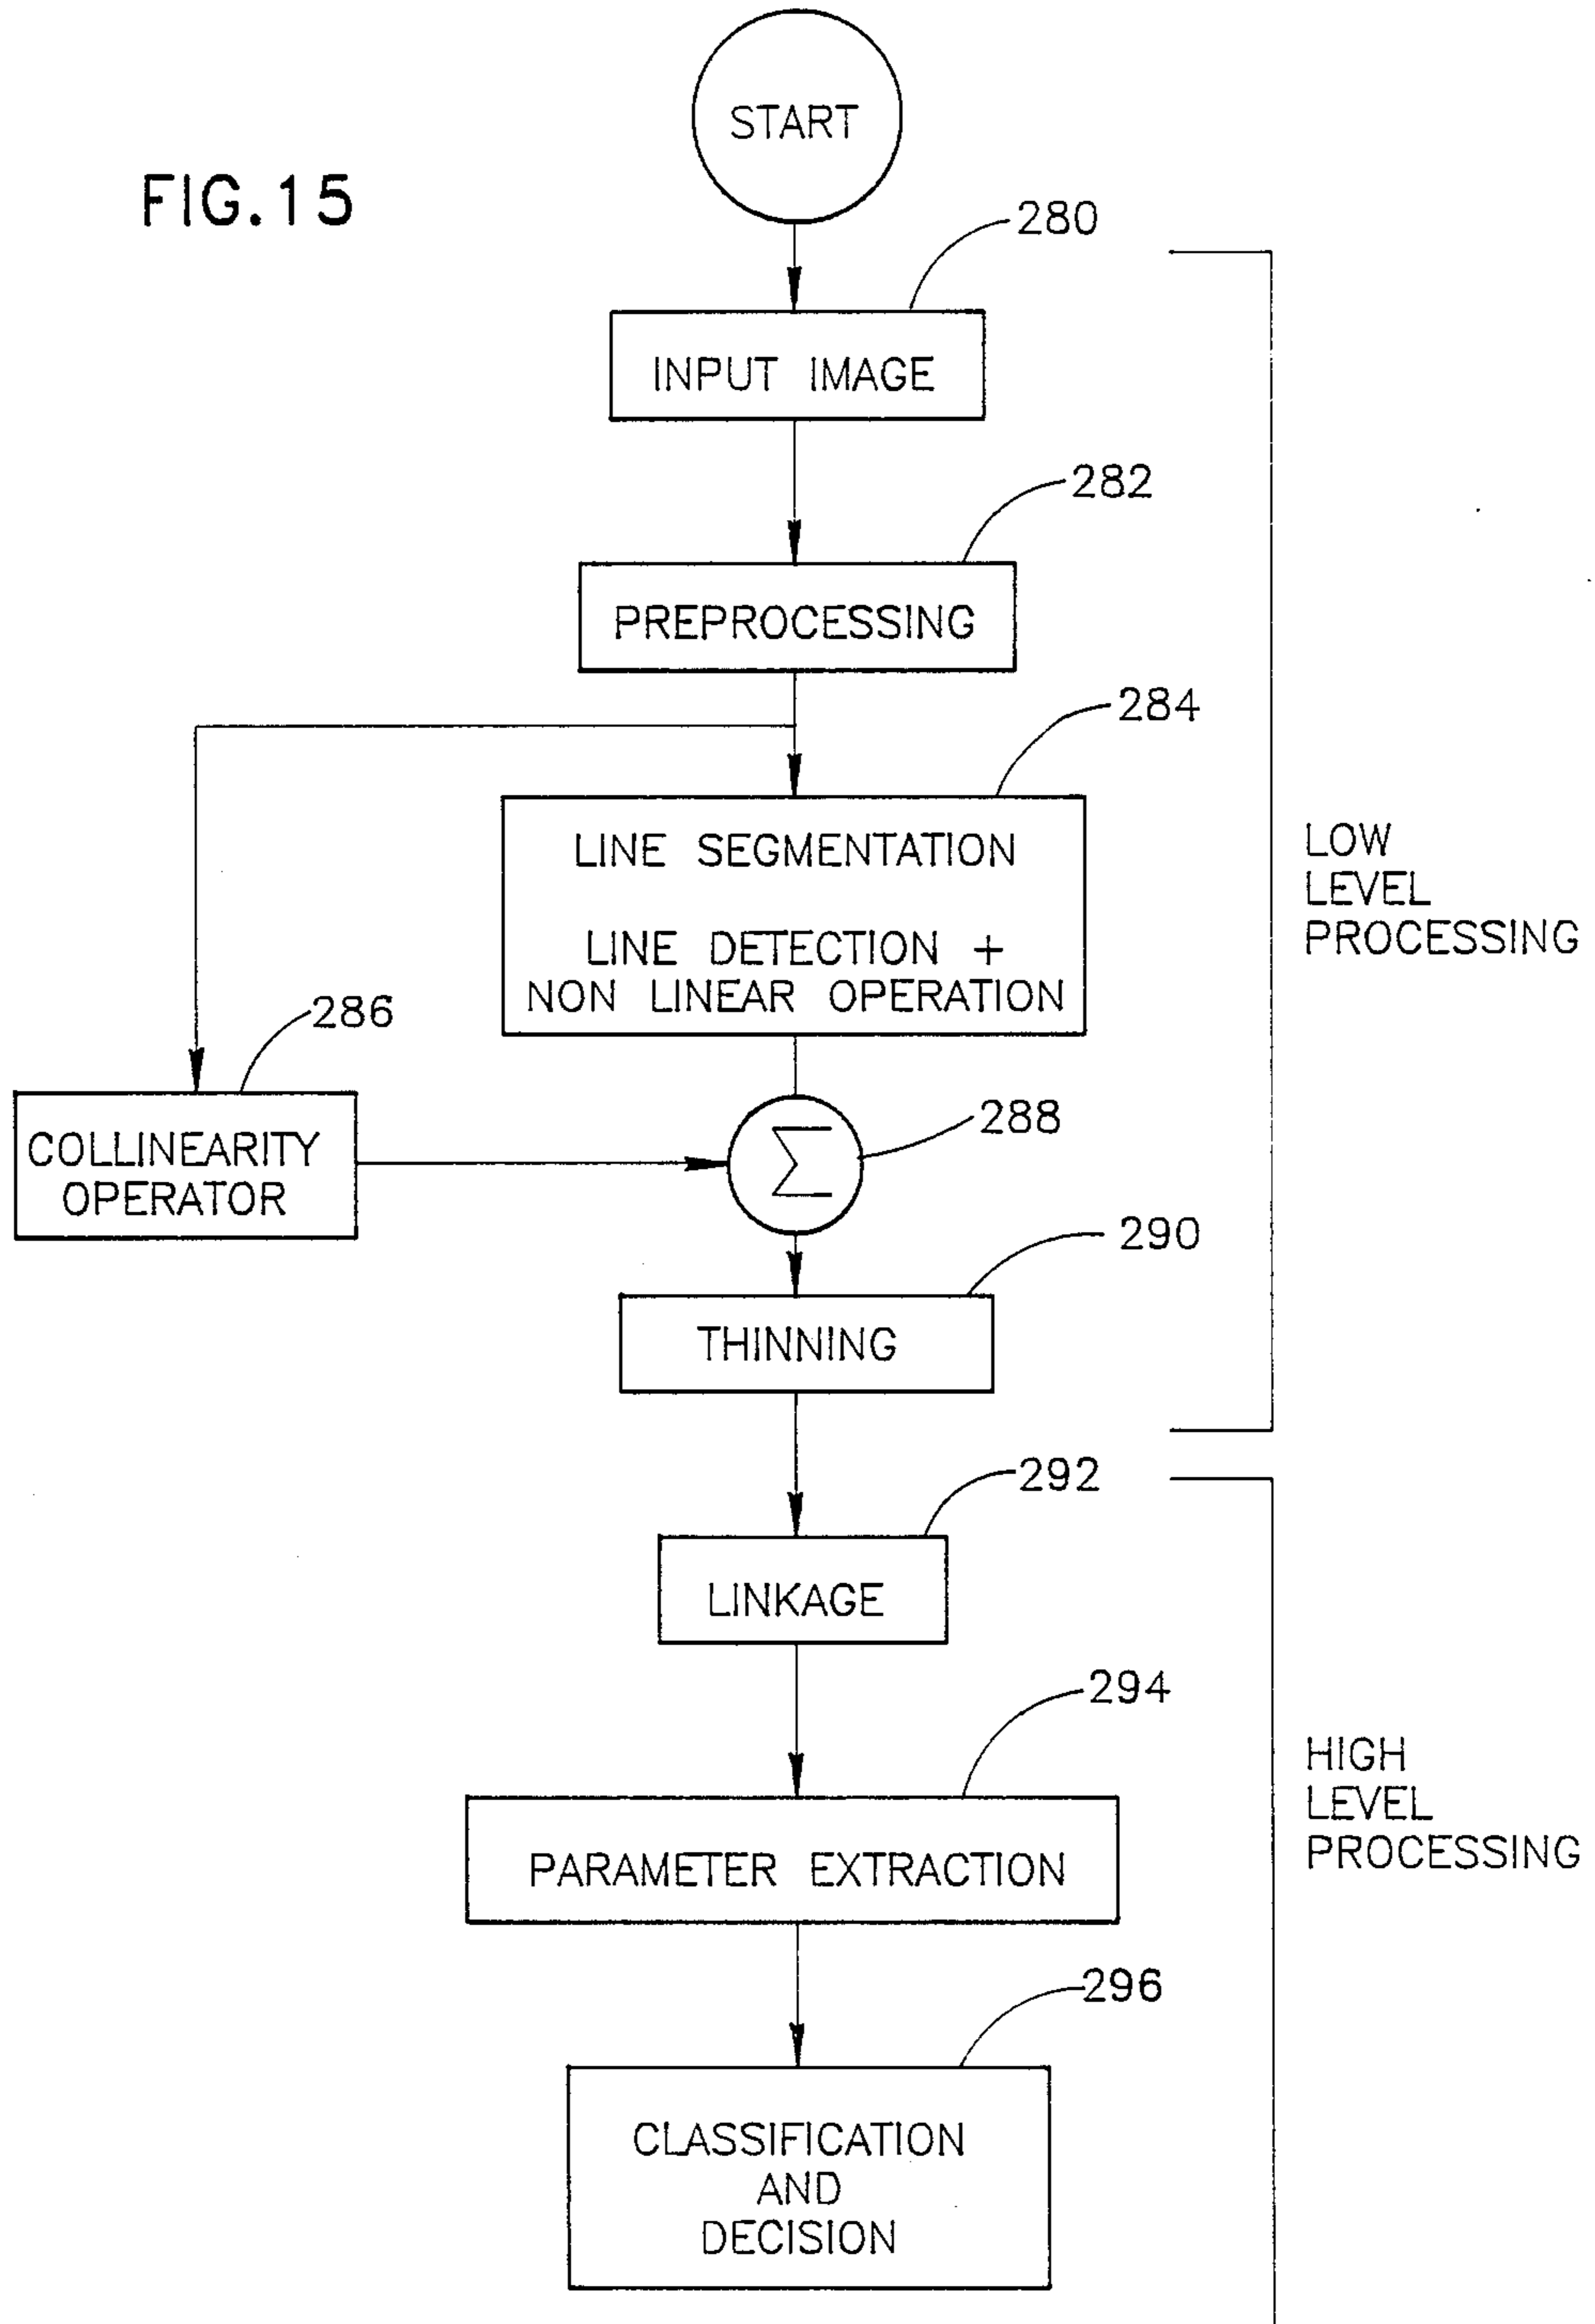 START
FIG.15
280
INPUT IMAGE
282
PREPROCESSING
284
LINE SEGMENTATION
LINE DETECTION +
NON LINEAR OPERATION
LOW
LEVEL
PROCESSING
286
COLLINEARITY
OPERATOR
Σ
288
290
THINNING
292
LINKAGE
294
PARAMETER EXTRACTION
HIGH
LEVEL
PROCESSING
296
CLASSIFICATION
AND
DECISION